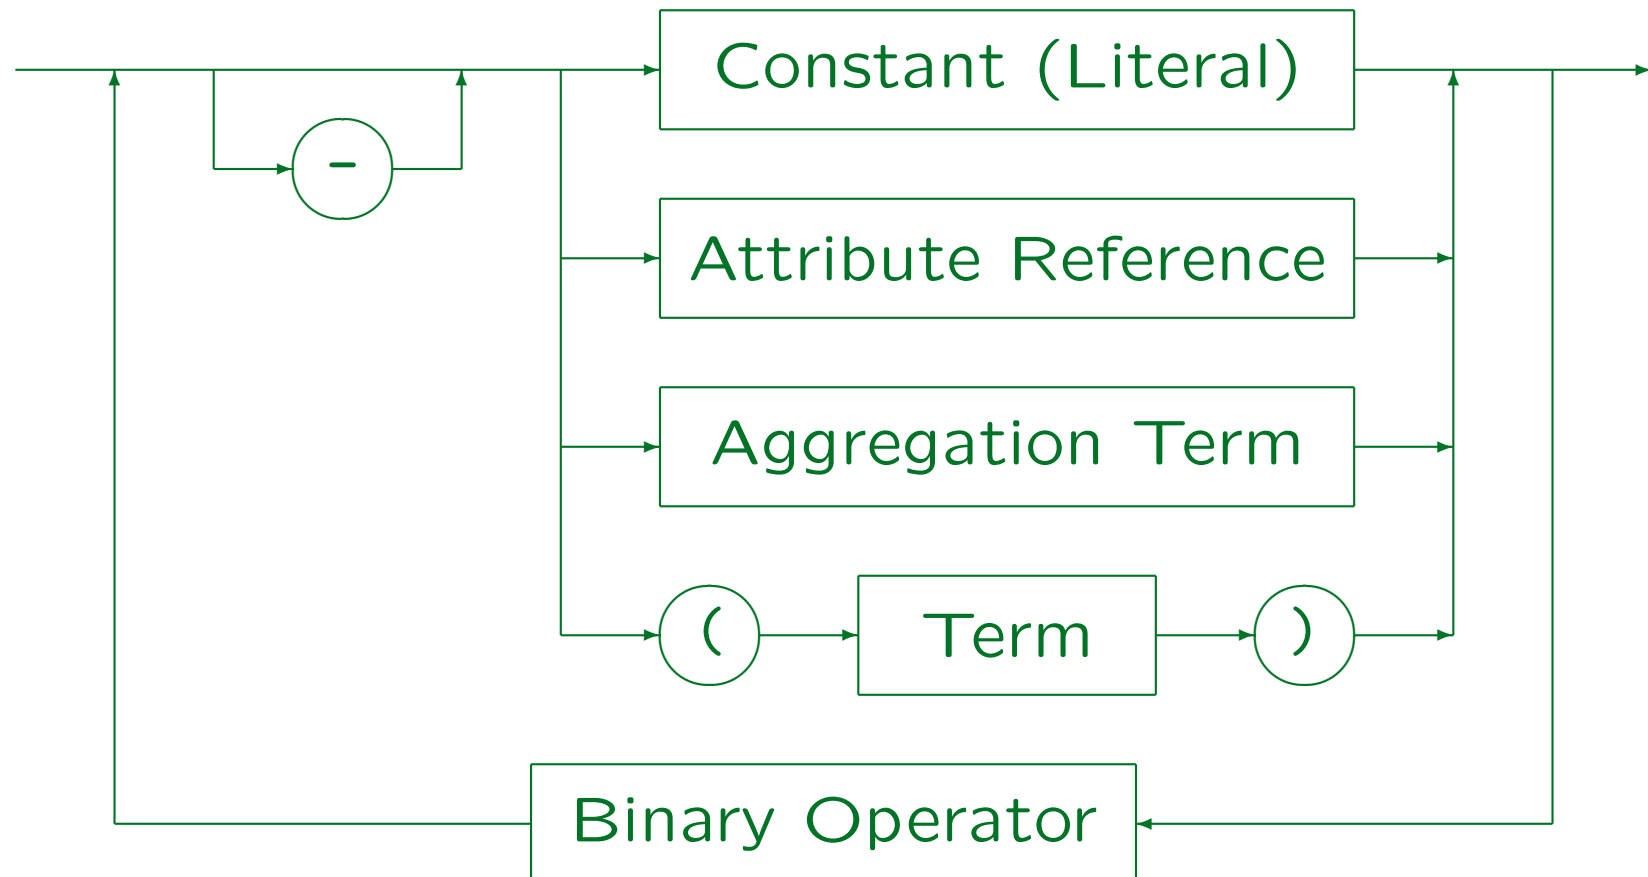 Constant (Literal)
-
Attribute Reference
Aggregation Term
( Term )
Binary Operator